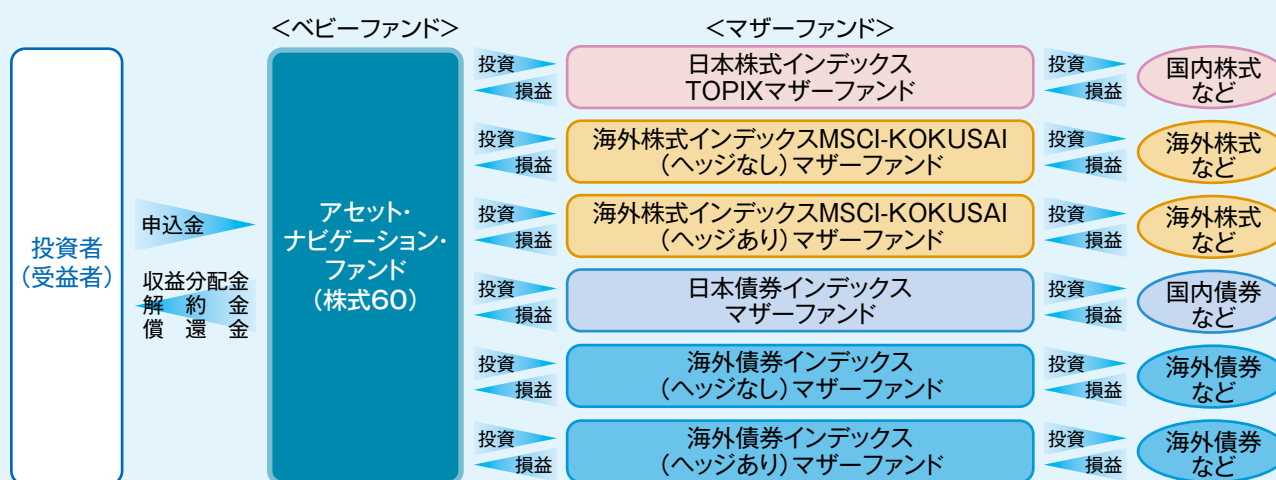 ＜ベビーファンド＞
＜マザーファンド＞
投資者
（受益者）
申込金
収益分配金
解約金
償還金
アセット・
ナビゲーション・
ファンド
（株式60）
投資
損益
日本株式インデックス
TOPIXマザーファンド
投資
損益
国内株式
など
投資
損益
海外株式インデックスMSCI-KOKUSAI
（ヘッジなし）マザーファンド
投資
損益
海外株式
など
投資
損益
海外株式インデックスMSCI-KOKUSAI
（ヘッジあり）マザーファンド
投資
損益
海外株式
など
投資
損益
日本債券インデックス
マザーファンド
投資
損益
国内債券
など
投資
損益
海外債券インデックス
（ヘッジなし）マザーファンド
投資
損益
海外債券
など
投資
損益
海外債券インデックス
（ヘッジあり）マザーファンド
投資
損益
海外債券
など